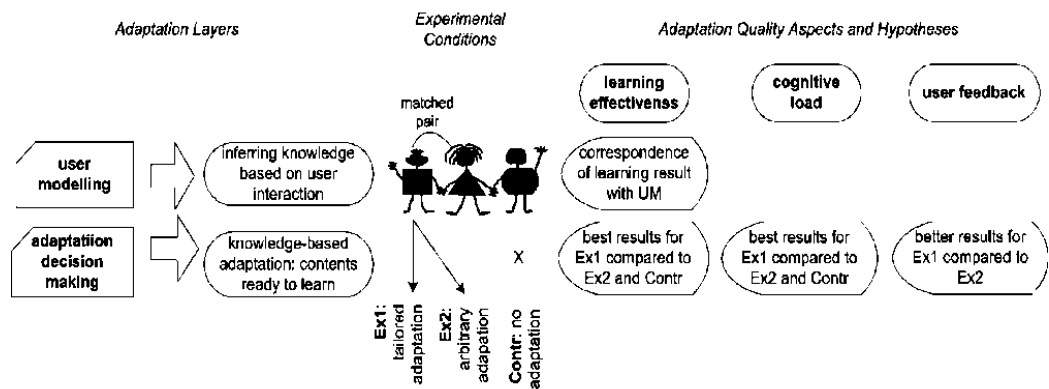 Adaptation Layers
Experimental
Conditions
Adaptation Quality Aspects and Hypotheses
learning
effectivenss
cognitive
load
user feedback
matched
pair
user
modelling
inferring knowledge
based on user
interaction
correspondence
of learning result
with UM
adaptatiion
decision
making
knowledge-based
adaptation: contents
ready to learn
X
best results for
Ex1 compared to
Ex2 and Contr
best results for
Ex1 compared to
Ex2 and Contr
better results for
Ex1 compared to
Ex2
Ex1:
tailored
adaptation
Ex2:
arbitrary
adapation
Contr: no
adaptation